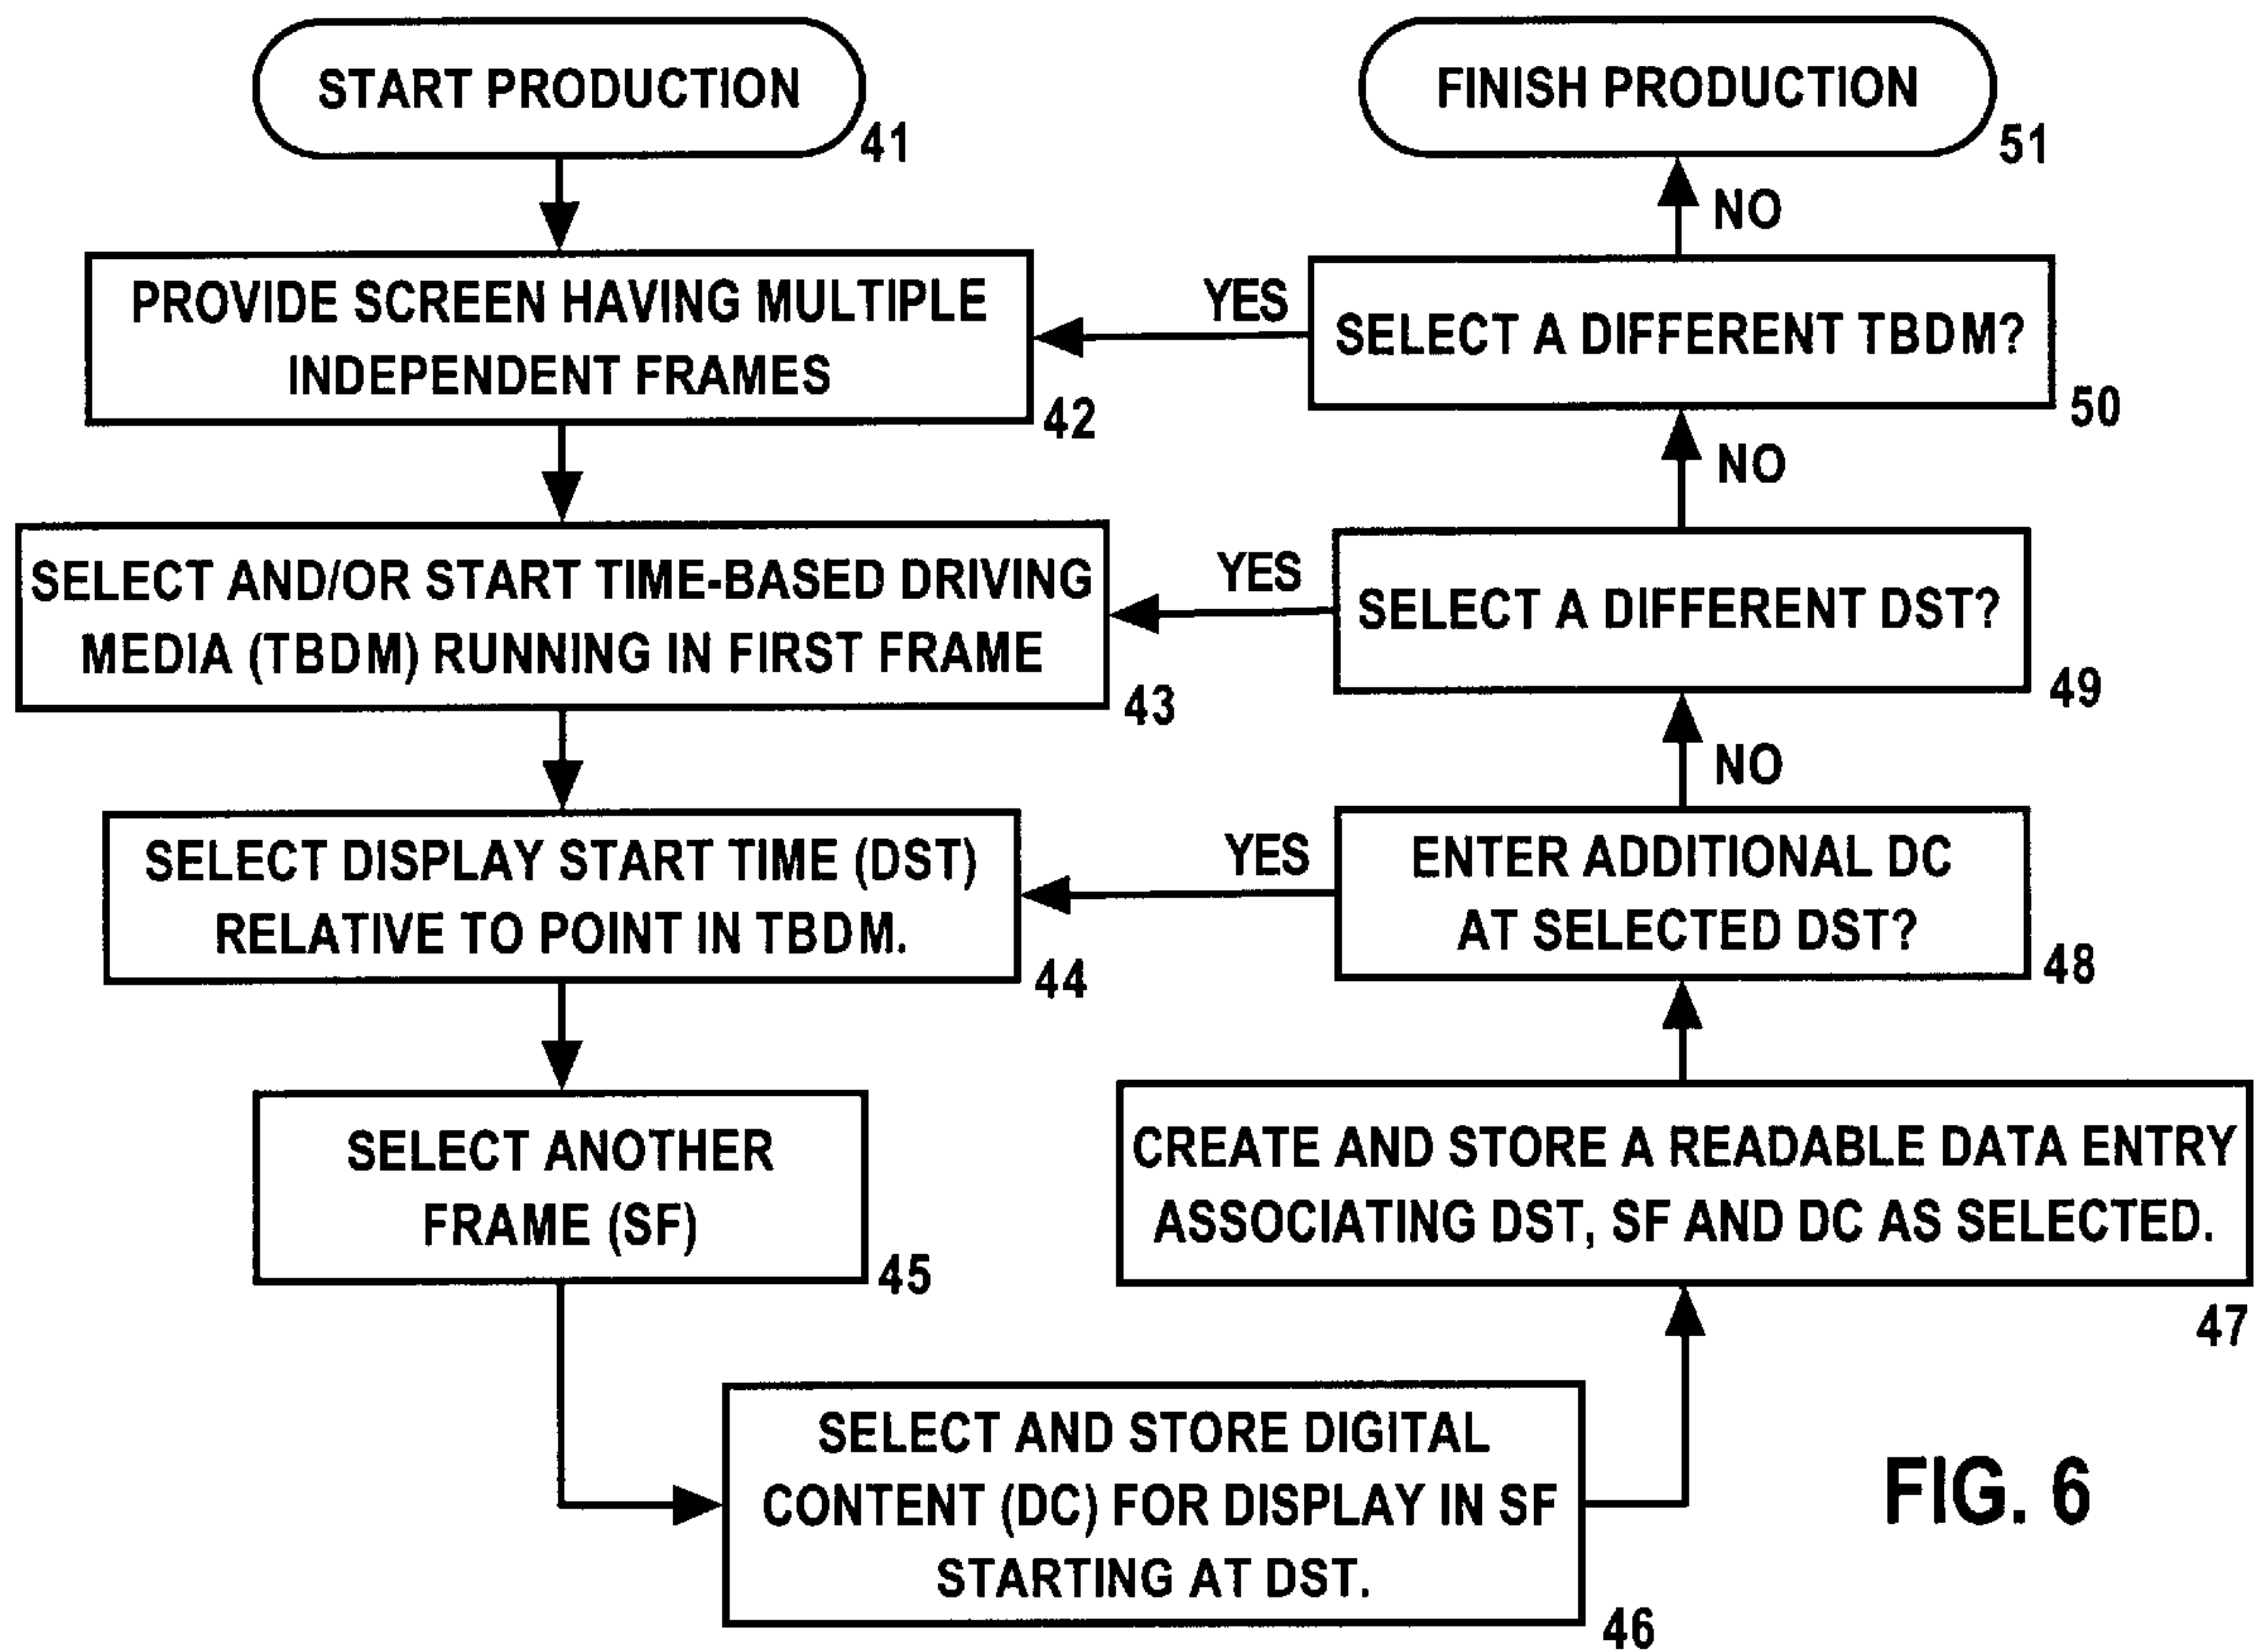 START PRODUCTION
41
PROVIDE SCREEN HAVING MULTIPLE
INDEPENDENT FRAMES
42
SELECT AND/OR START TIME-BASED DRIVING
MEDIA (TBDM) RUNNING IN FIRST FRAME
43
SELECT DISPLAY START TIME (DST)
RELATIVE TO POINT IN TBDM.
44
SELECT ANOTHER
FRAME (SF)
45
SELECT AND STORE DIGITAL
CONTENT (DC) FOR DISPLAY IN SF
STARTING AT DST.
46
CREATE AND STORE A READABLE DATA ENTRY
ASSOCIATING DST, SF AND DC AS SELECTED.
47
ENTER ADDITIONAL DC
AT SELECTED DST?
48
YES
NO
SELECT A DIFFERENT DST?
49
YES
NO
SELECT A DIFFERENT TBDM?
50
YES
NO
FINISH PRODUCTION
51
FIG. 6